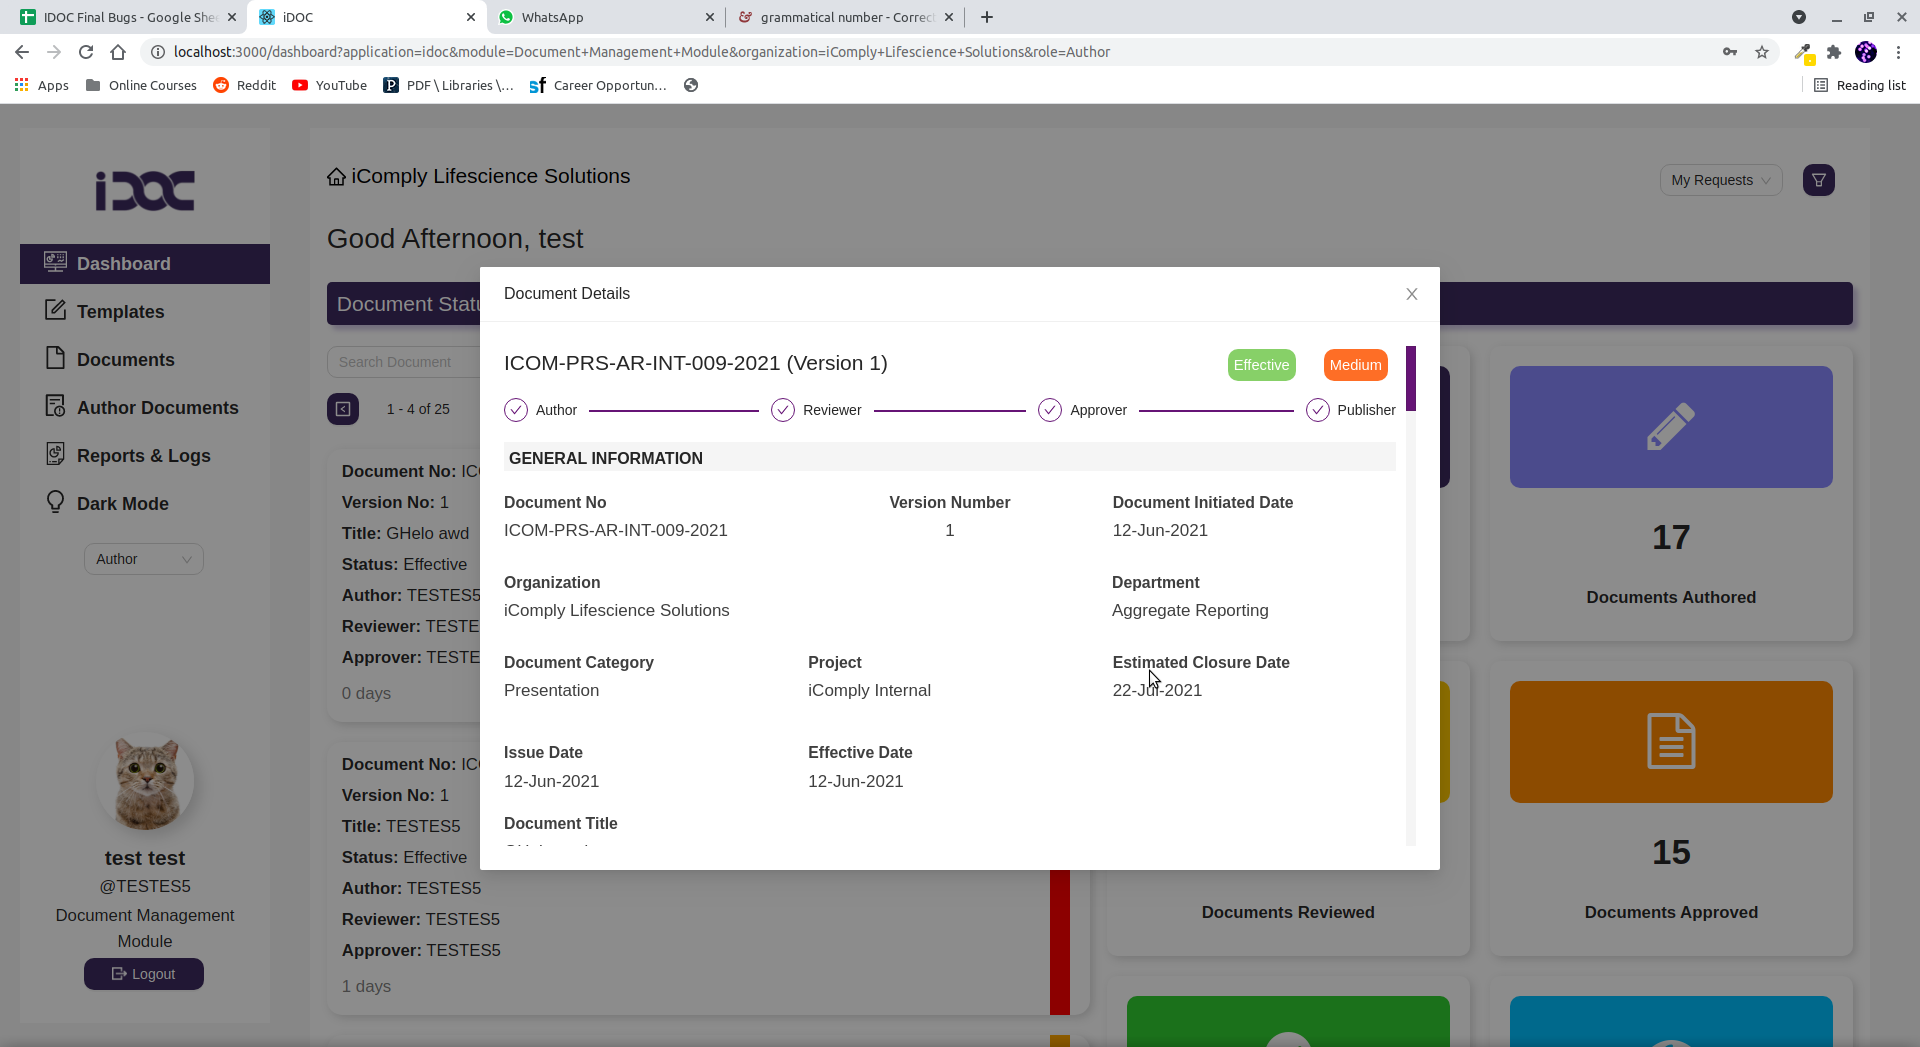 IDOC Final Bugs - Google She
iDOC
WhatsApp
grammatical number - Correc
localhost:3000/dashboard?application=idoc&module=Document+Management+Module&organization=iComply+Lifescience+Solutions&role=Author
Apps
Online Courses
Reddit
YouTube
PDF \ Libraries \...
Career Opportun...
Reading list
iDOC
Dashboard
Templates
Documents
Author Documents
Reports & Logs
Dark Mode
Author
test test
@TESTES5
Document Management
Module
Logout
iComply Lifescience Solutions
My Requests
Good Afternoon, test
Document Statu
Search Document
1 - 4 of 25
Document No: IC
Version No: 1
Title: GHelo awd
Status: Effective
Author: TESTES5
Reviewer: TESTE
Approver: TESTE
0 days
Document No: IC
Version No: 1
Title: TESTES5
Status: Effective
Author: TESTES5
Reviewer: TESTES5
Approver: TESTES5
1 days
Document Details
ICOM-PRS-AR-INT-009-2021 (Version 1)
Effective
Medium
Author
Reviewer
Approver
Publisher
GENERAL INFORMATION
Document No
Version Number
Document Initiated Date
ICOM-PRS-AR-INT-009-2021
1
12-Jun-2021
Organization
Department
iComply Lifescience Solutions
Aggregate Reporting
Document Category
Project
Estimated Closure Date
Presentation
iComply Internal
22-Jul-2021
Issue Date
Effective Date
12-Jun-2021
12-Jun-2021
Document Title
17
Documents Authored
Documents Reviewed
15
Documents Approved